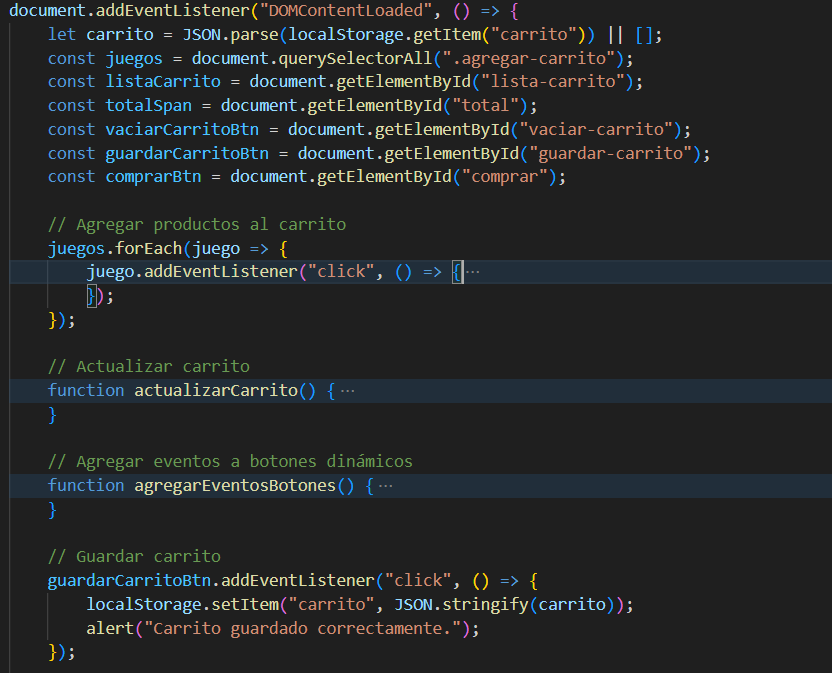 document.addEventListener("DOMContentLoaded", () => {
    let carrito = JSON.parse(localStorage.getItem("carrito")) || [];
    const juegos = document.querySelectorAll(".agregar-carrito");
    const listaCarrito = document.getElementById("lista-carrito");
    const totalSpan = document.getElementById("total");
    const vaciarCarritoBtn = document.getElementById("vaciar-carrito");
    const guardarCarritoBtn = document.getElementById("guardar-carrito");
    const comprarBtn = document.getElementById("comprar");

    // Agregar productos al carrito
    juegos.forEach(juego => {
        juego.addEventListener("click", () => {···
        });
    });

    // Actualizar carrito
    function actualizarCarrito() {···
    }

    // Agregar eventos a botones dinámicos
    function agregarEventosBotones() {···
    }

    // Guardar carrito
    guardarCarritoBtn.addEventListener("click", () => {
        localStorage.setItem("carrito", JSON.stringify(carrito));
        alert("Carrito guardado correctamente.");
    });